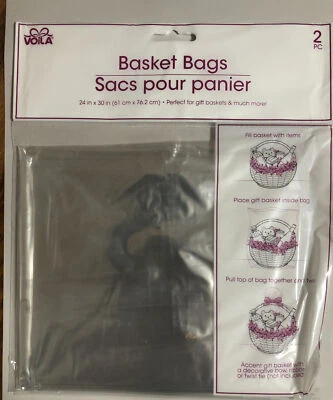 VOILA
2
PC
Basket Bags
Sacs pour panier
24 in x 30 in (61 cm x 76.2 cm) • Perfect for gift baskets & much more!
Fill basket with items
Place gift basket inside bag
Pull top of bag together and
Accent gift basket with
a decorative bow, ribbon
or twist tie (not included)